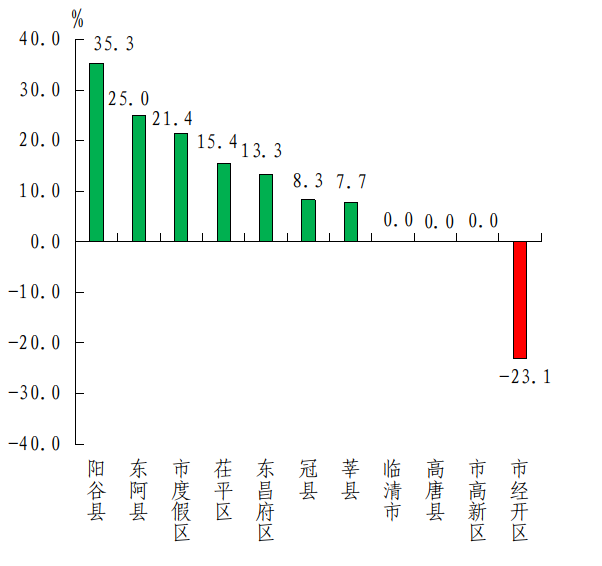 %
40.0
30.0
20.0
10.0
0.0
-10.0
-20.0
-30.0
-40.0
35.3
25.0
21.4
15.4
13.3
8.3
7.7
0.0
0.0
0.0
-23.1
阳谷县
东阿县
市度假区
茌平区
东昌府区
冠县
莘县
临清市
高唐县
市高新区
市经开区